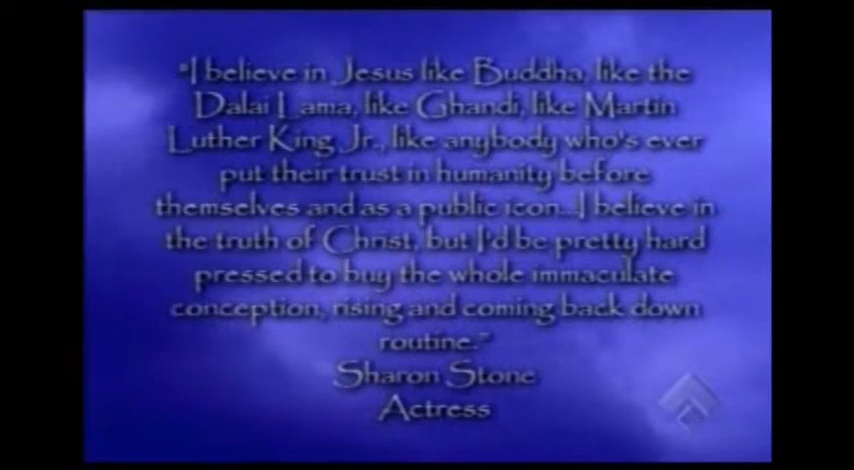 "I believe in Jesus like Buddha, like the
Dalai Lama, like Ghandi, like Martin
Luther King Jr., like anybody who's ever
put their trust in humanity before
themselves and as a public icon...I believe in
the truth of Christ, but I'd be pretty hard
pressed to buy the whole immaculate
conception, rising and coming back down
routine."
Sharon Stone
Actress